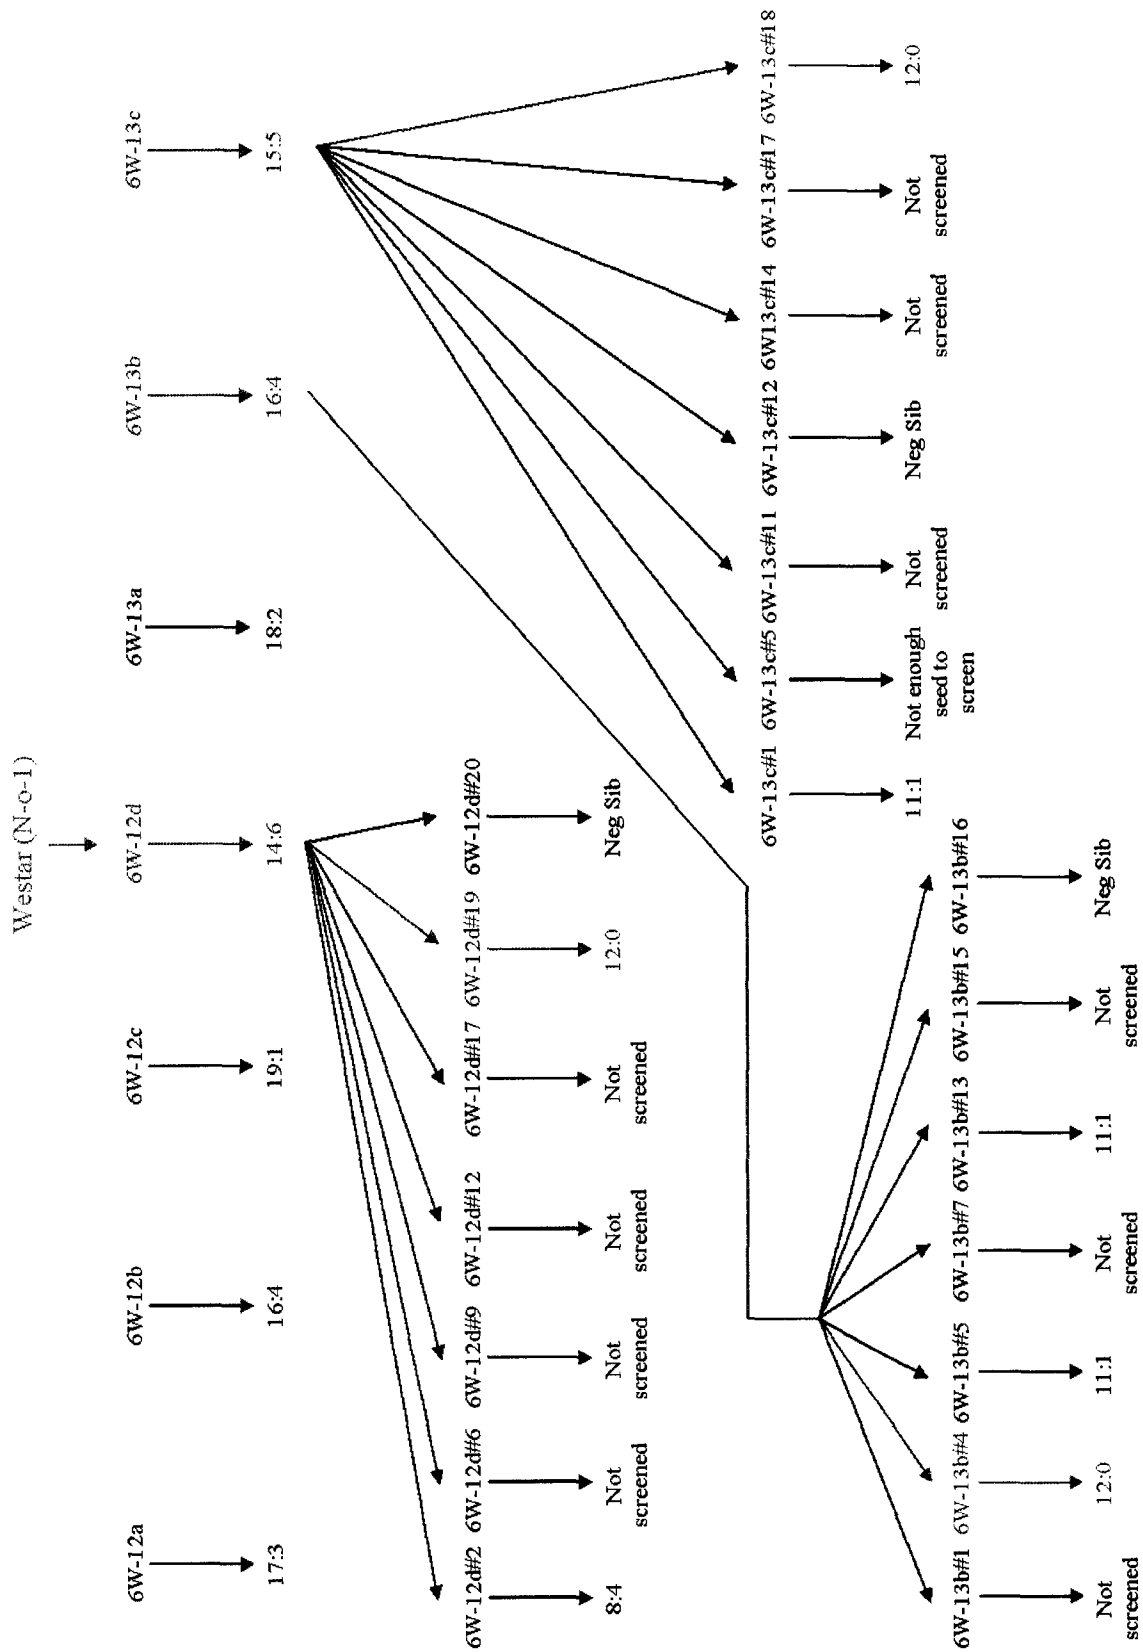 Westar (N-o-1)
6W-12a
6W-12b
6W-12c
6W-12d
6W-13a
6W-13b
6W-13c
17:3
16:4
19:1
14:6
18:2
16:4
15:5
6W-12d#2
6W-12d#6
6W-12d#9
6W-12d#12
6W-12d#17
6W-12d#19
6W-12d#20
8:4
Not
screened
Not
screened
Not
screened
Not
screened
12:0
Neg Sib
6W-13c#1
6W-13c#5
6W-13c#11
6W-13c#12
6W13c#14
6W-13c#17
6W-13c#18
11:1
Not enough
seed to
screen
Not
screened
Neg Sib
Not
screened
Not
screened
12:0
6W-13b#1
6W-13b#4
6W-13b#5
6W-13b#7
6W-13b#13
6W-13b#15
6W-13b#16
Not
screened
12:0
11:1
Not
screened
11:1
Not
screened
Neg Sib